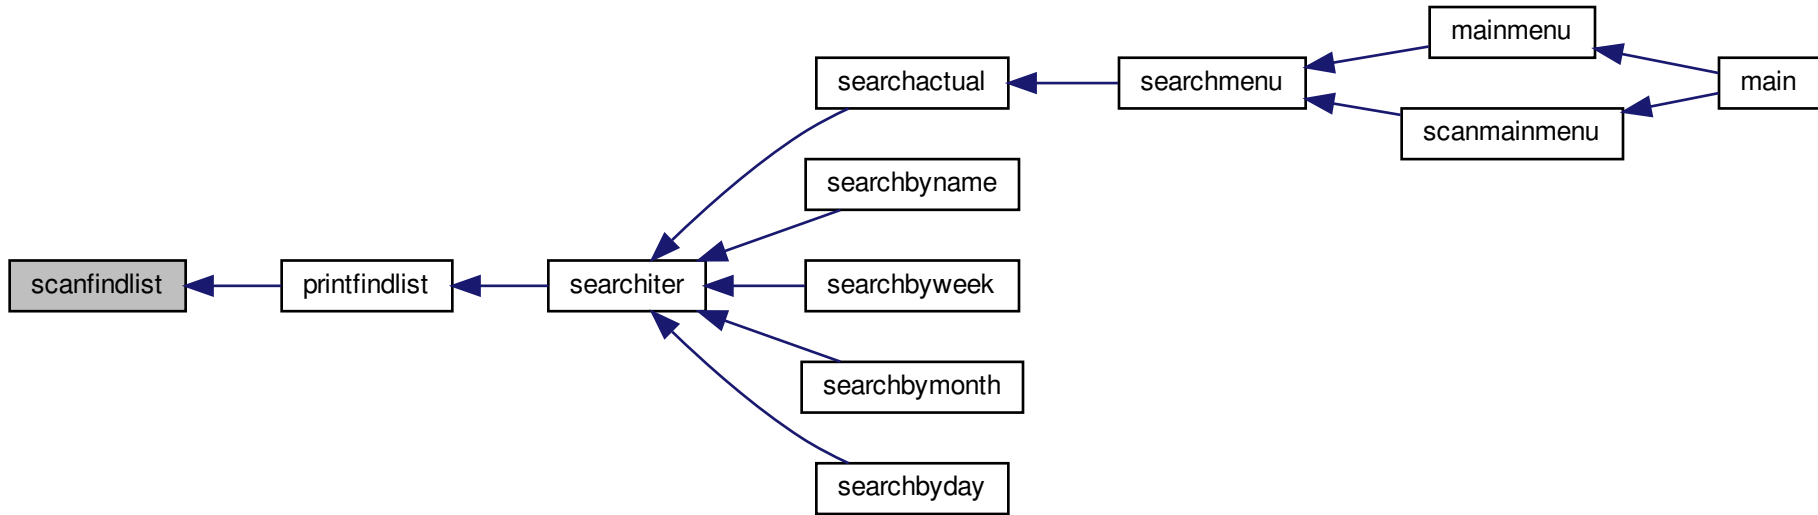 mainmenu
searchactual
searchmenu
main
scanmainmenu
searchbyname
scanfindlist
printfindlist
searchiter
searchbyweek
searchbymonth
searchbyday